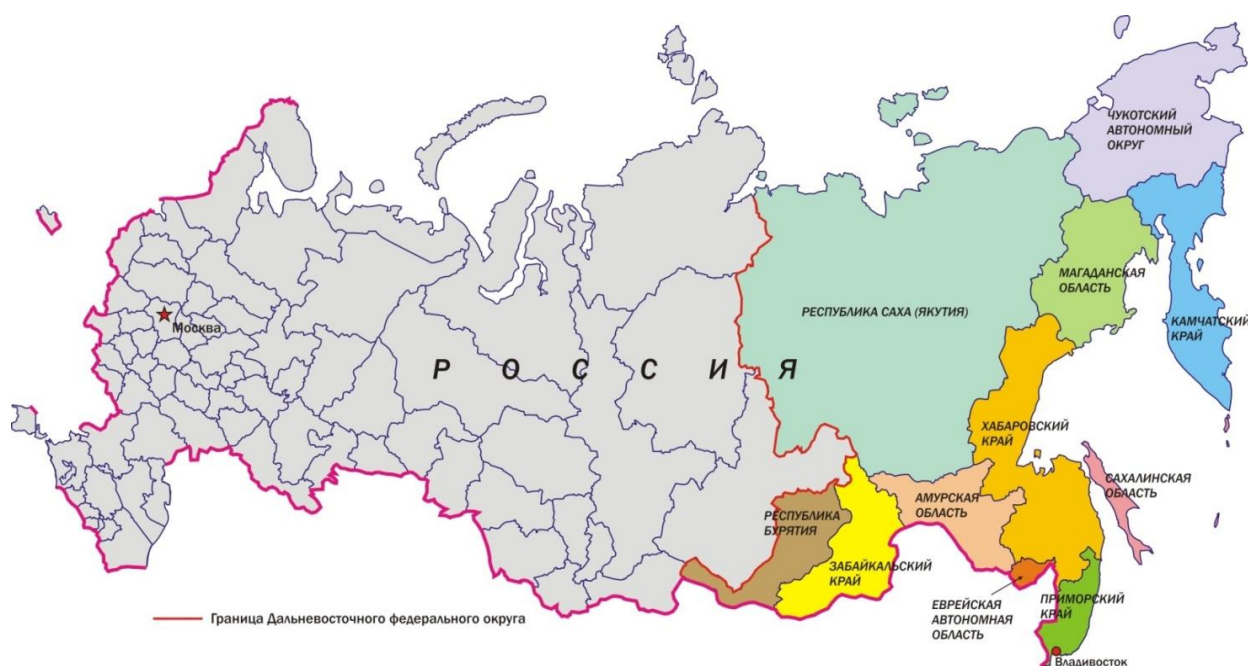 ЧУКОТСКИЙ
АВТОНОМНЫЙ
ОКРУГ
МАГАДАНСКАЯ
ОБЛАСТЬ
РЕСПУБЛИКА САХА (ЯКУТИЯ)
КАМЧАТСКИЙ
КРАЙ
Москва
РОССИЯ
ХАБАРОВСКИЙ
КРАЙ
САХАЛИНСКАЯ
ОБЛАСТЬ
АМУРСКАЯ
ОБЛАСТЬ
РЕСПУБЛИКА
БУРЯТИЯ
ЗАБАЙКАЛЬСКИЙ
КРАЙ
ЕВРЕЙСКАЯ
АВТОНОМНАЯ
ОБЛАСТЬ
ПРИМОРСКИЙ
КРАЙ
Граница Дальневосточного федерального округа
Владивосток